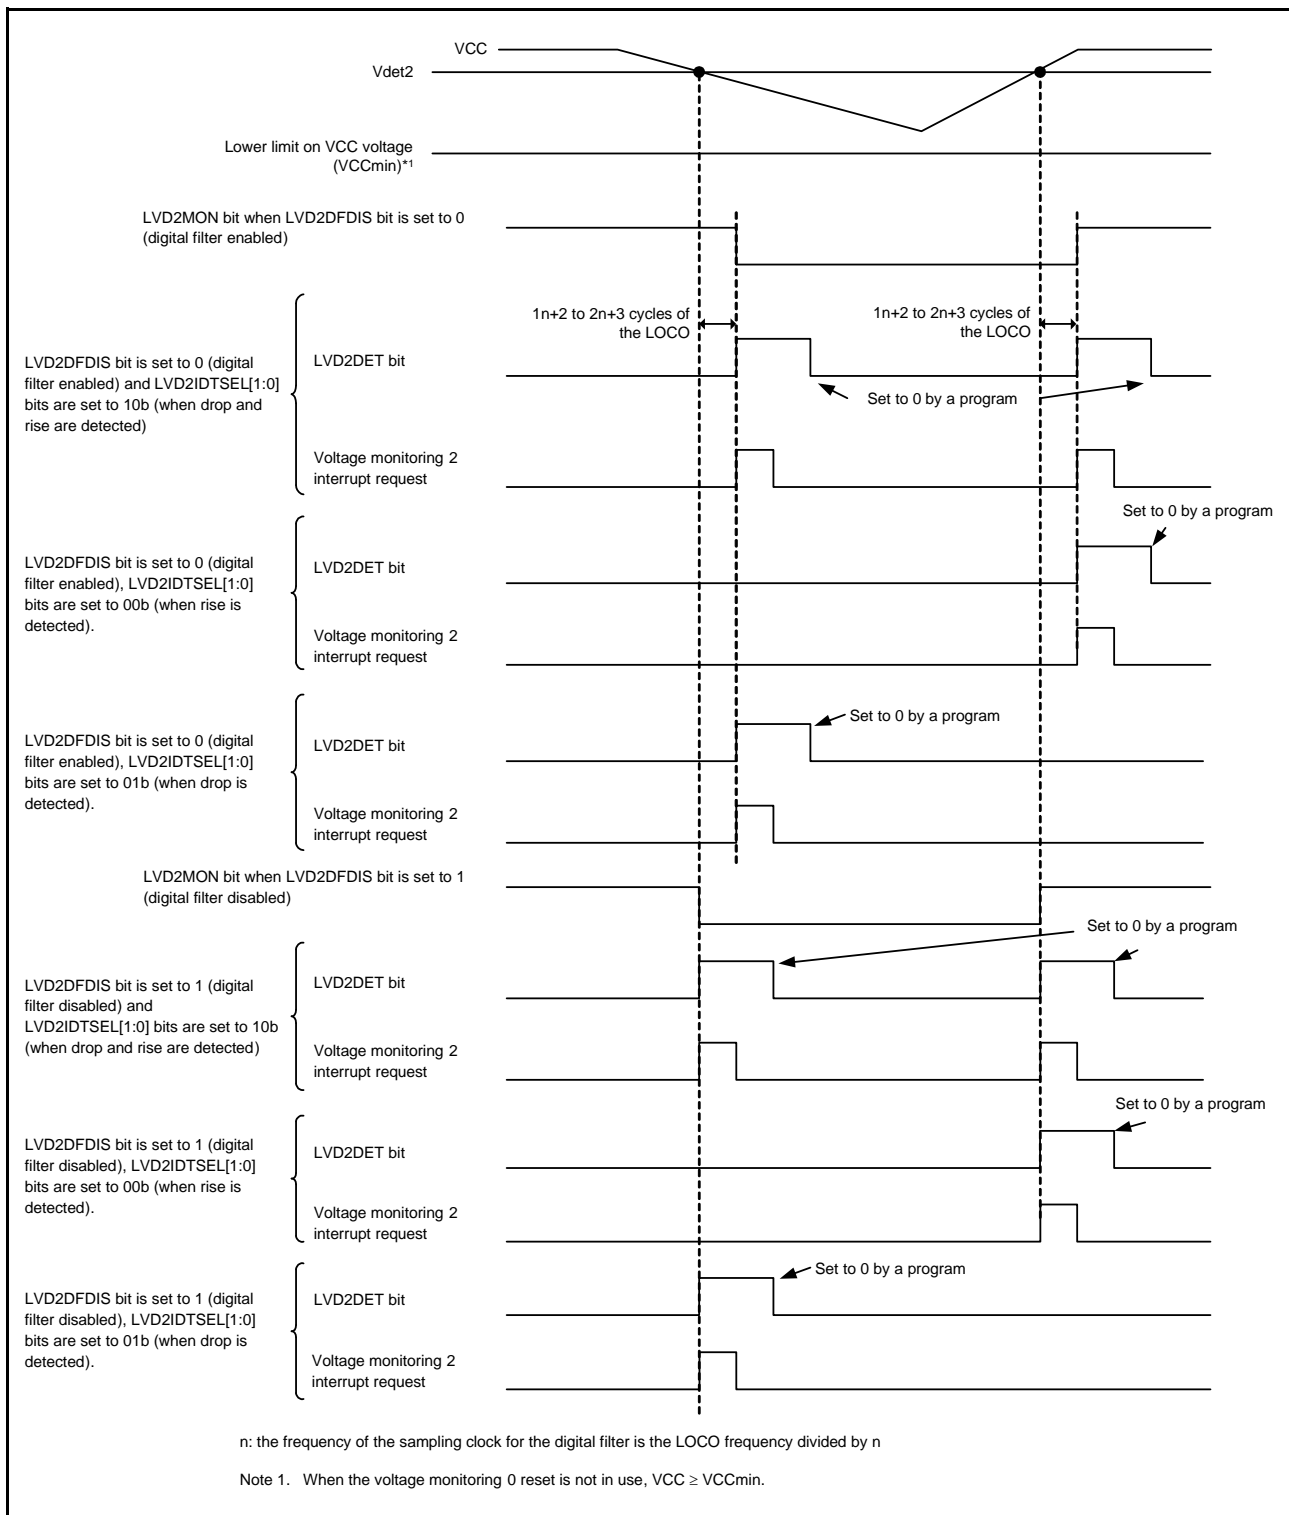 VCC
Vdet2
Lower limit on VCC voltage
(VCCmin)*1
LVD2MON bit when LVD2DFDIS bit is set to 0
(digital filter enabled)
1n+2 to 2n+3 cycles of
the LOCO
1n+2 to 2n+3 cycles of
the LOCO
LVD2DFDIS bit is set to 0 (digital
filter enabled) and LVD2IDTSEL[1:0]
bits are set to 10b (when drop and
rise are detected)
LVD2DET bit
Set to 0 by a program
Voltage monitoring 2
interrupt request
Set to 0 by a program
LVD2DFDIS bit is set to 0 (digital
filter enabled), LVD2IDTSEL[1:0]
bits are set to 00b (when rise is
detected).
LVD2DET bit
Voltage monitoring 2
interrupt request
Set to 0 by a program
LVD2DFDIS bit is set to 0 (digital
filter enabled), LVD2IDTSEL[1:0]
bits are set to 01b (when drop is
detected).
LVD2DET bit
Voltage monitoring 2
interrupt request
LVD2MON bit when LVD2DFDIS bit is set to 1
(digital filter disabled)
Set to 0 by a program
LVD2DFDIS bit is set to 1 (digital
filter disabled) and
LVD2IDTSEL[1:0] bits are set to 10b
(when drop and rise are detected)
LVD2DET bit
Voltage monitoring 2
interrupt request
Set to 0 by a program
LVD2DFDIS bit is set to 1 (digital
filter disabled), LVD2IDTSEL[1:0]
bits are set to 00b (when rise is
detected).
LVD2DET bit
Voltage monitoring 2
interrupt request
Set to 0 by a program
LVD2DFDIS bit is set to 1 (digital
filter disabled), LVD2IDTSEL[1:0]
bits are set to 01b (when drop is
detected).
LVD2DET bit
Voltage monitoring 2
interrupt request
n: the frequency of the sampling clock for the digital filter is the LOCO frequency divided by n
Note 1. When the voltage monitoring 0 reset is not in use, VCC ≥ VCCmin.